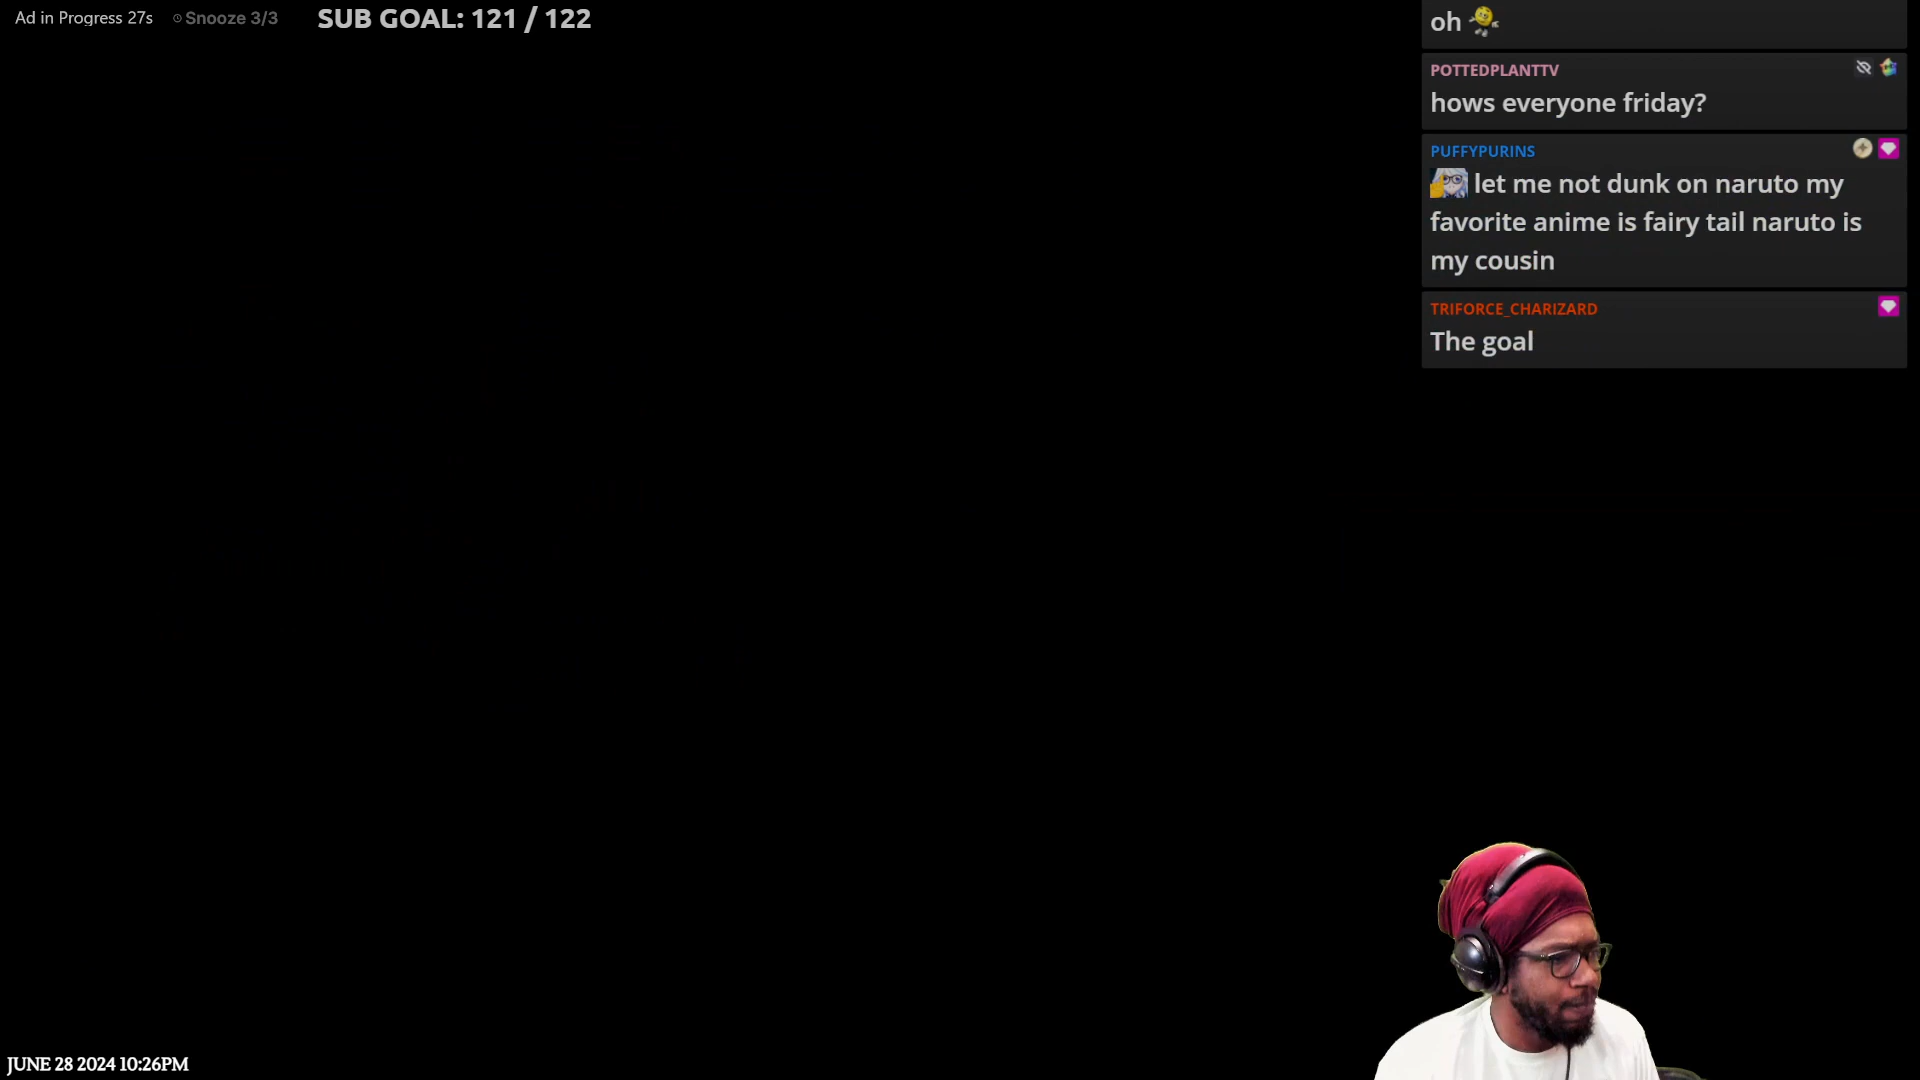 Ad in Progress 27s Snooze 3/3 SUB GOAL: 121 / 122
oh
POTTEDPLANTTV
hows everyone friday?
PUFFYPURINS
let me not dunk on naruto my
favorite anime is fairy tail naruto is
my cousin
TRIFORCE_CHARIZARD
The goal
JUNE 28 2024 10:26PM